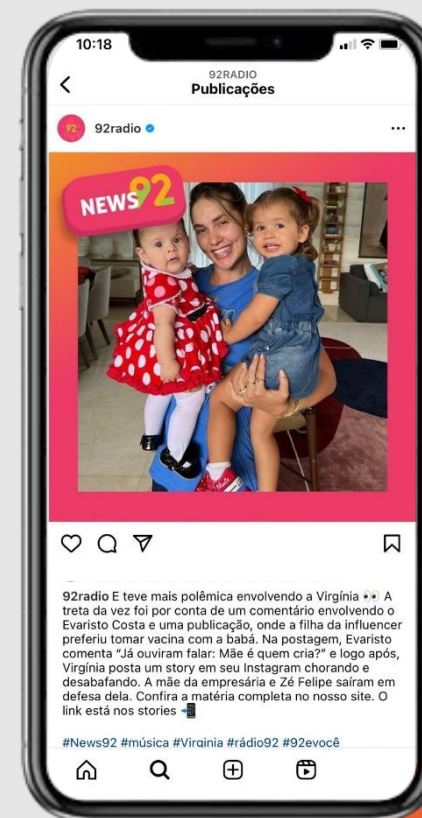 10:18
92RADIO
Publicações
92
92radio
NEWS 92
92radio E teve mais polêmica envolvendo a Virgínia 👀 A
treta da vez foi por conta de um comentário envolvendo o
Evaristo Costa e uma publicação, onde a filha da influencer
preferiu tomar vacina com a babá. Na postagem, Evaristo
comenta “Já ouviram falar: Mãe é quem cria?” e logo após,
Virgínia posta um story em seu Instagram chorando e
desabafando. A mãe da empresária e Zé Felipe saíram em
defesa dela. Confira a matéria completa no nosso site. O
link está nos stories 📲
#News92 #música #Virginia #rádio92 #92evocê